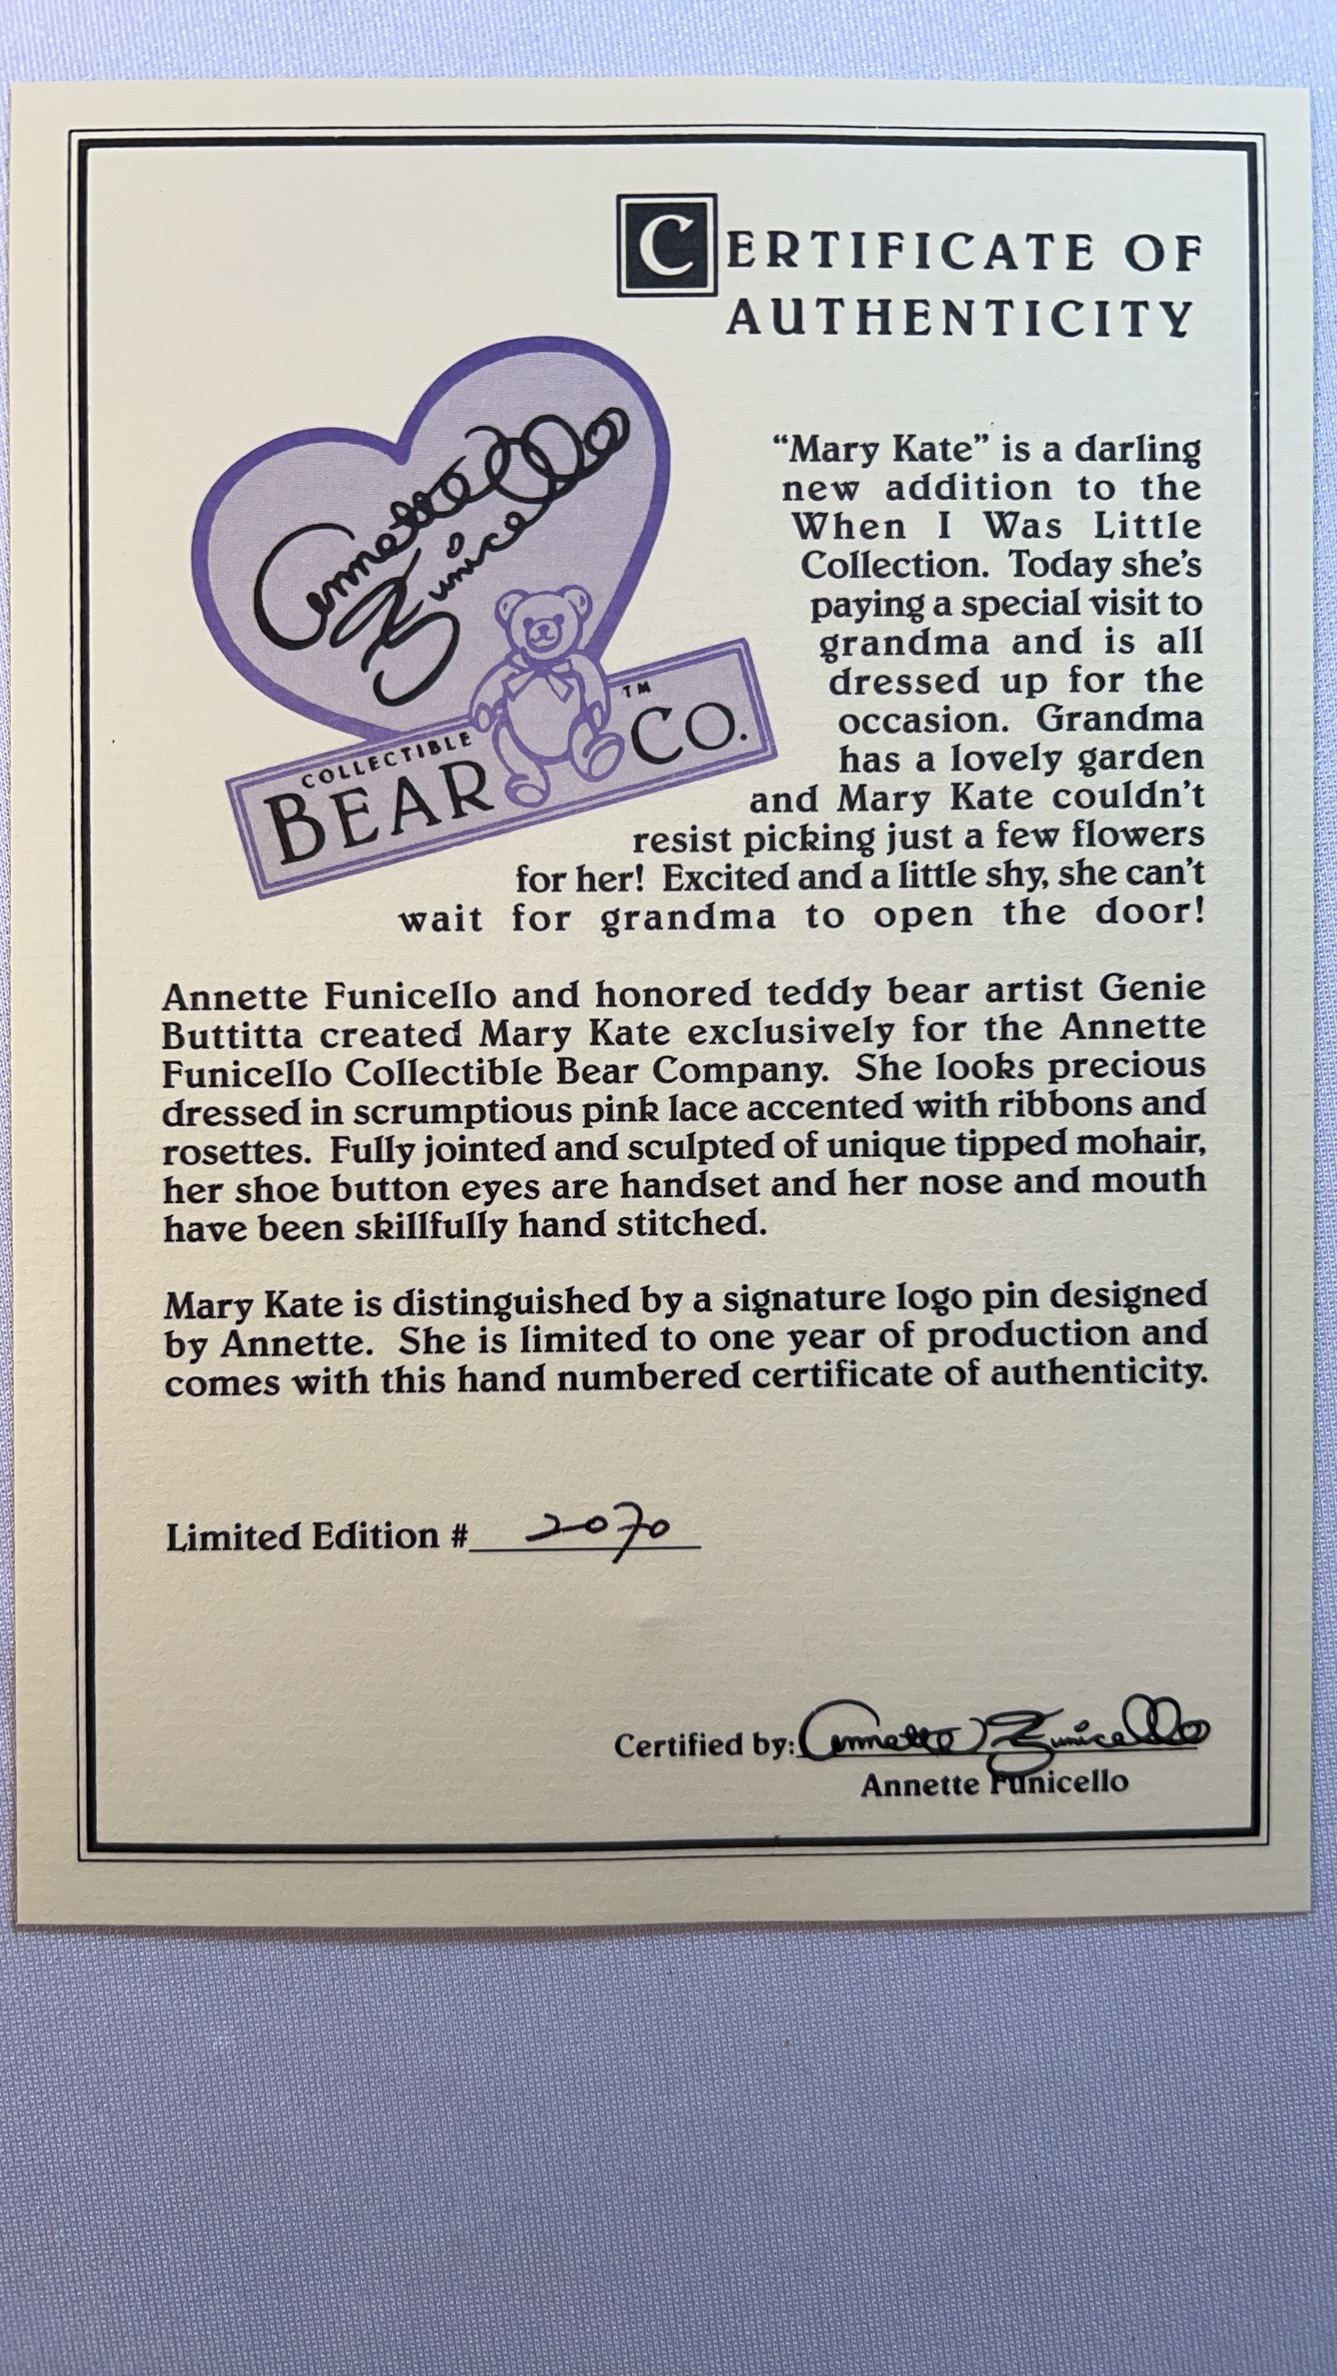 CERTIFICATE OF
AUTHENTICITY
Annette
Funicello
COLLECTIBLE
BEAR CO.™
“Mary Kate” is a darling
new addition to the
When I Was Little
Collection. Today she’s
paying a special visit to
grandma and is all
dressed up for the
occasion. Grandma
has a lovely garden
and Mary Kate couldn’t
resist picking just a few flowers
for her! Excited and a little shy, she can’t
wait for grandma to open the door!
Annette Funicello and honored teddy bear artist Genie
Buttitta created Mary Kate exclusively for the Annette
Funicello Collectible Bear Company. She looks precious
dressed in scrumptious pink lace accented with ribbons and
rosettes. Fully jointed and sculpted of unique tipped mohair,
her shoe button eyes are handset and her nose and mouth
have been skillfully hand stitched.
Mary Kate is distinguished by a signature logo pin designed
by Annette. She is limited to one year of production and
comes with this hand numbered certificate of authenticity.
Limited Edition # 2070
Certified by: Annette Funicello
Annette Funicello